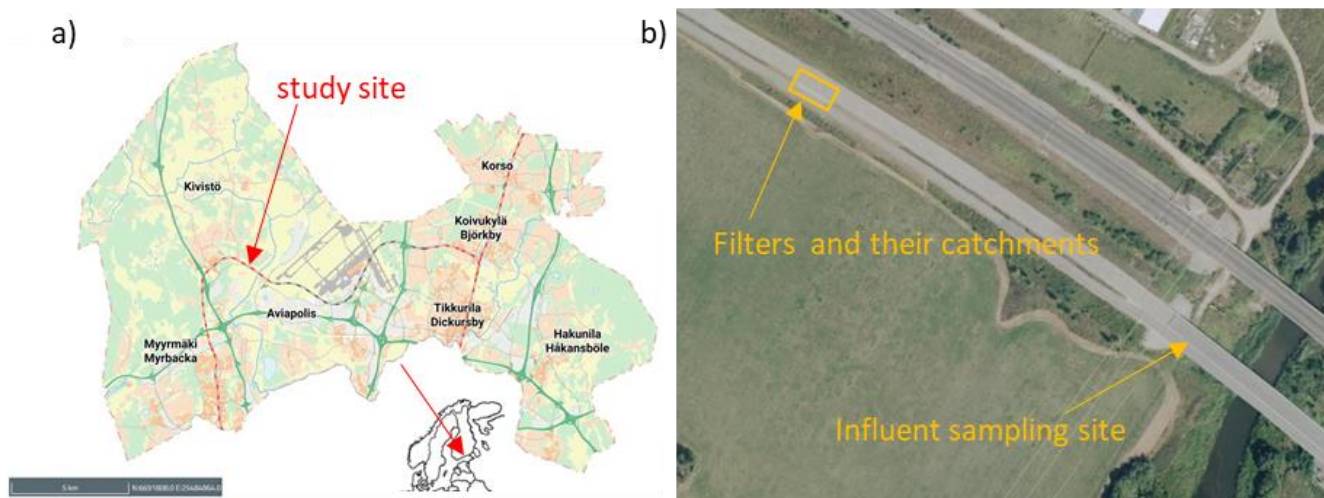 a)
study site
Korso
Kivistö
Koivukylä
Björkby
Aviapolis
Tikkurila
Dickursby
Myyrmäki
Myrbacka
Hakunila
Håkansböle
5 km
b)
Filters and their catchments
Influent sampling site